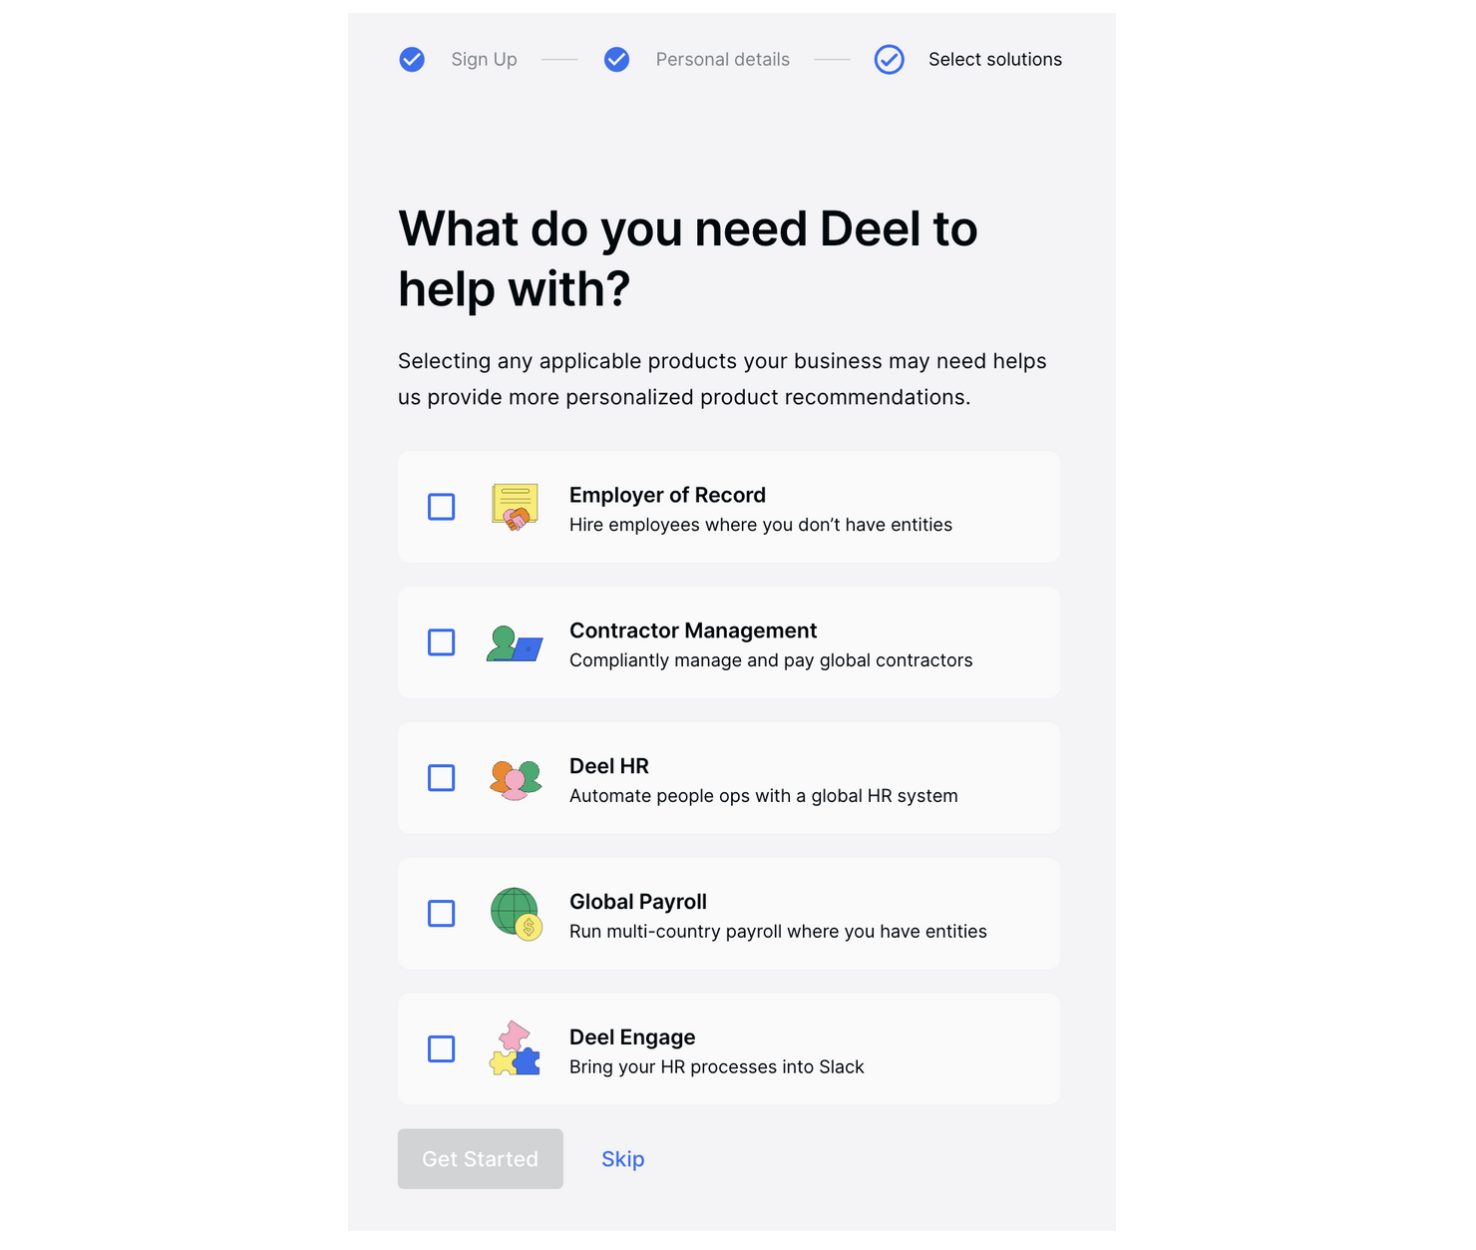 Sign Up
Personal details
Select solutions
What do you need Deel to
help with?
Selecting any applicable products your business may need helps
us provide more personalized product recommendations.
Employer of Record
Hire employees where you don’t have entities
Contractor Management
Compliantly manage and pay global contractors
Deel HR
Automate people ops with a global HR system
Global Payroll
Run multi-country payroll where you have entities
Deel Engage
Bring your HR processes into Slack
Get Started
Skip